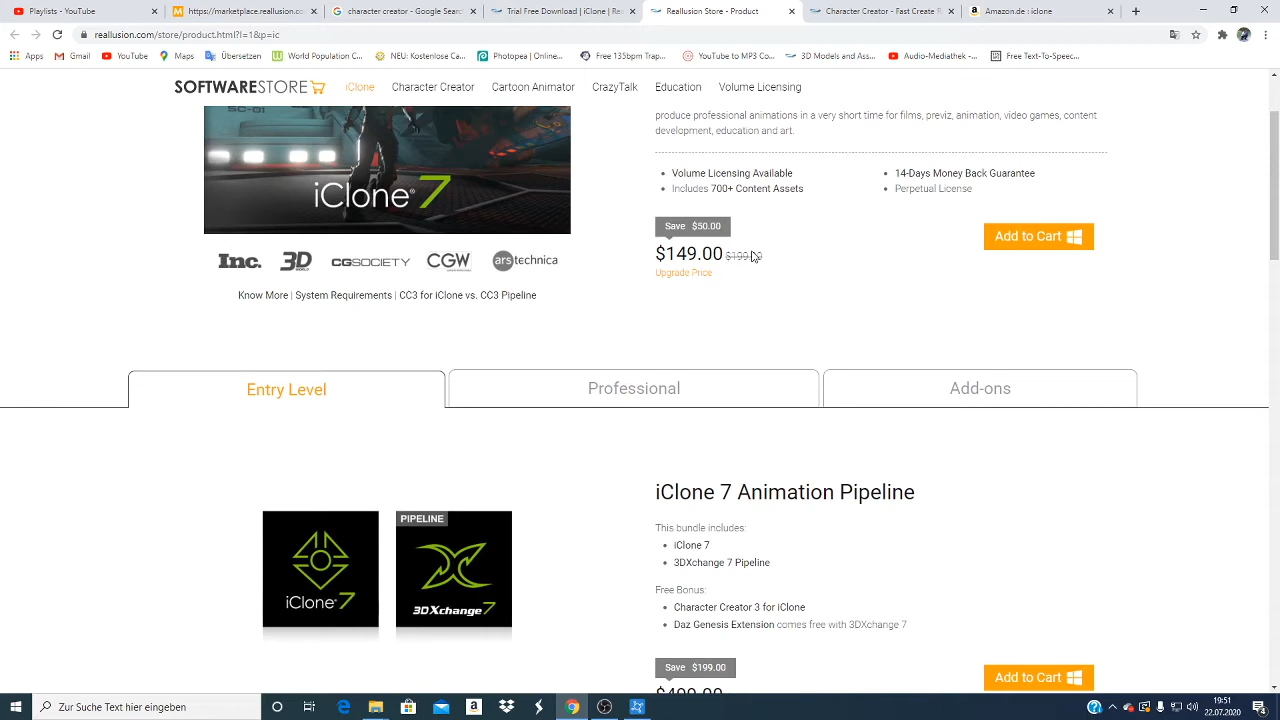 Playlists - YouTube
https://marketplace.reallusion.co
character creator - Google Searc
Trial Free Download | iClone | Re
Reallusion Store - Product
Character Creator - Fast Create R
Amazon.de : iclone
reallusion.com/store/product.html?l=1&p=ic
Apps
Gmail
YouTube
Maps
Übersetzen
World Population C...
NEU: Kostenlose Ca...
Photopea | Online...
Free 135bpm Trap...
YouTube to MP3 Co...
3D Models and Ass...
Audio-Mediathek -...
Free Text-To-Speec...
SOFTWARESTORE
iClone
Character Creator
Cartoon Animator
CrazyTalk
Education
Volume Licensing
SC-01
iClone® 7
Inc. 3D WORLD CGSOCIETY CGW ars technica
Know More | System Requirements | CC3 for iClone vs. CC3 Pipeline
produce professional animations in a very short time for films, previz, animation, video games, content
development, education and art.
Volume Licensing Available
14-Days Money Back Guarantee
Includes 700+ Content Assets
Perpetual License
Save $50.00
$149.00 $199.00
Upgrade Price
Add to Cart
Entry Level
Professional
Add-ons
iClone 7
PIPELINE
3DXchange 7
iClone 7 Animation Pipeline
This bundle includes:
iClone 7
3DXchange 7 Pipeline
Free Bonus:
Character Creator 3 for iClone
Daz Genesis Extension comes free with 3DXchange 7
Save $199.00
Add to Cart
Zur Suche Text hier eingeben
19:51
22.07.2020